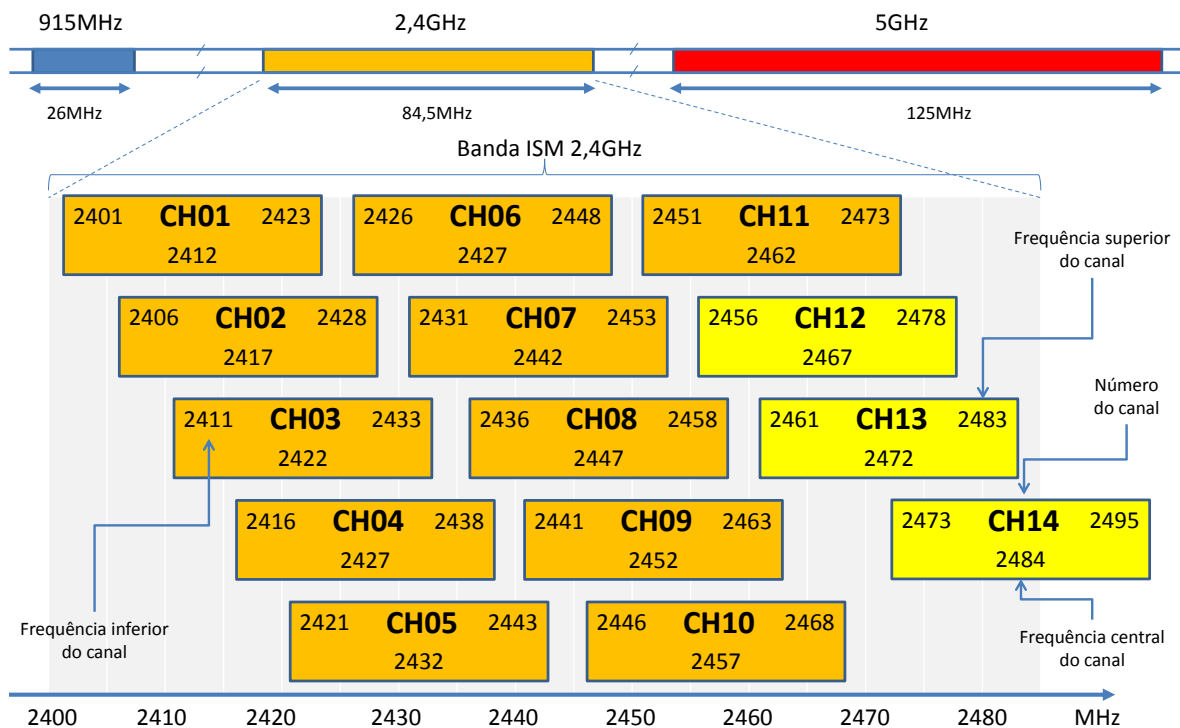 915MHz 2,4GHz 5GHz
26MHz 84,5MHz 125MHz
Banda ISM 2,4GHz
2401 CH01 2423
2412
2426 CH06 2448
2427
2451 CH11 2473
2462
Frequência superior
do canal
2406 CH02 2428
2417
2431 CH07 2453
2442
2456 CH12 2478
2467
Número
do canal
2411 CH03 2433
2422
2436 CH08 2458
2447
2461 CH13 2483
2472
2416 CH04 2438
2427
2441 CH09 2463
2452
2473 CH14 2495
2484
Frequência inferior
do canal
2421 CH05 2443
2432
2446 CH10 2468
2457
Frequência central
do canal
2400 2410 2420 2430 2440 2450 2460 2470 2480 MHz